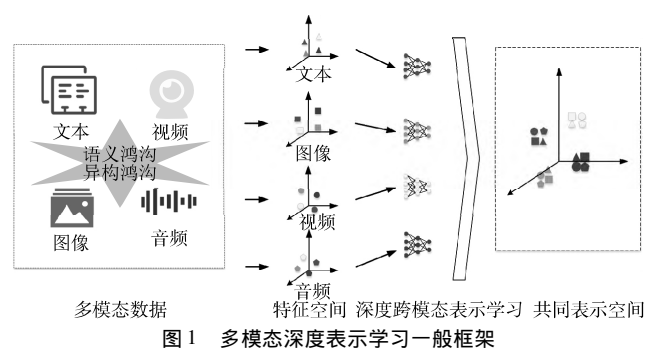 文本
视频
语义鸿沟
异构鸿沟
图像
音频
文本
图像
视频
音频
多模态数据
特征空间
深度跨模态表示学习
共同表示空间
图1 多模态深度表示学习一般框架